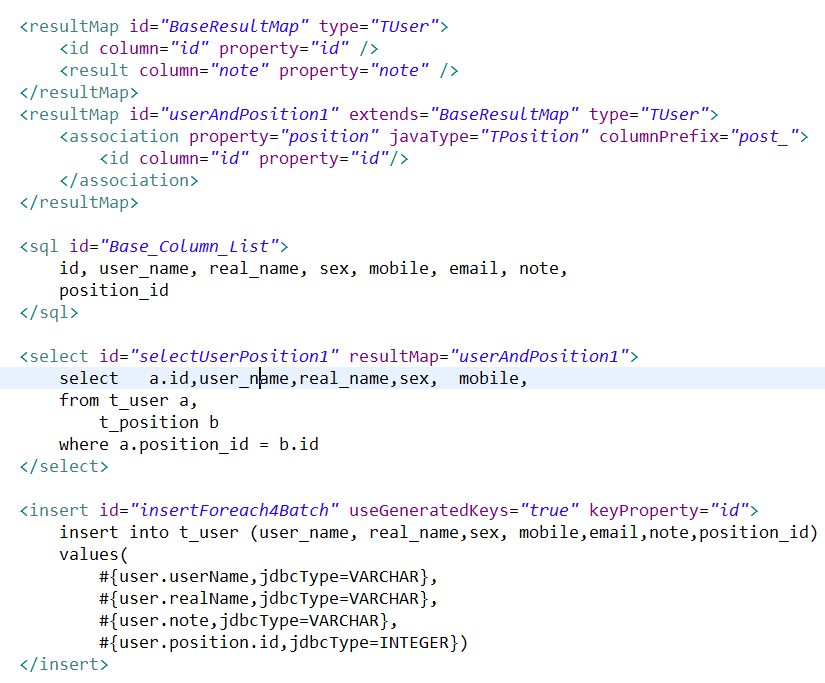 <resultMap id="BaseResultMap" type="TUser">
    <id column="id" property="id" />
    <result column="note" property="note" />
</resultMap>
<resultMap id="userAndPosition1" extends="BaseResultMap" type="TUser">
    <association property="position" javaType="TPosition" columnPrefix="post_">
        <id column="id" property="id"/>
    </association>
</resultMap>

<sql id="Base_Column_List">
    id, user_name, real_name, sex, mobile, email, note,
    position_id
</sql>

<select id="selectUserPosition1" resultMap="userAndPosition1">
    select   a.id,user_name,real_name,sex,  mobile,
    from t_user a,
        t_position b
    where a.position_id = b.id
</select>

<insert id="insertForeach4Batch" useGeneratedKeys="true" keyProperty="id">
    insert into t_user (user_name, real_name,sex, mobile,email,note,position_id)
    values(
        #{user.userName,jdbcType=VARCHAR},
        #{user.realName,jdbcType=VARCHAR},
        #{user.note,jdbcType=VARCHAR},
        #{user.position.id,jdbcType=INTEGER})
</insert>